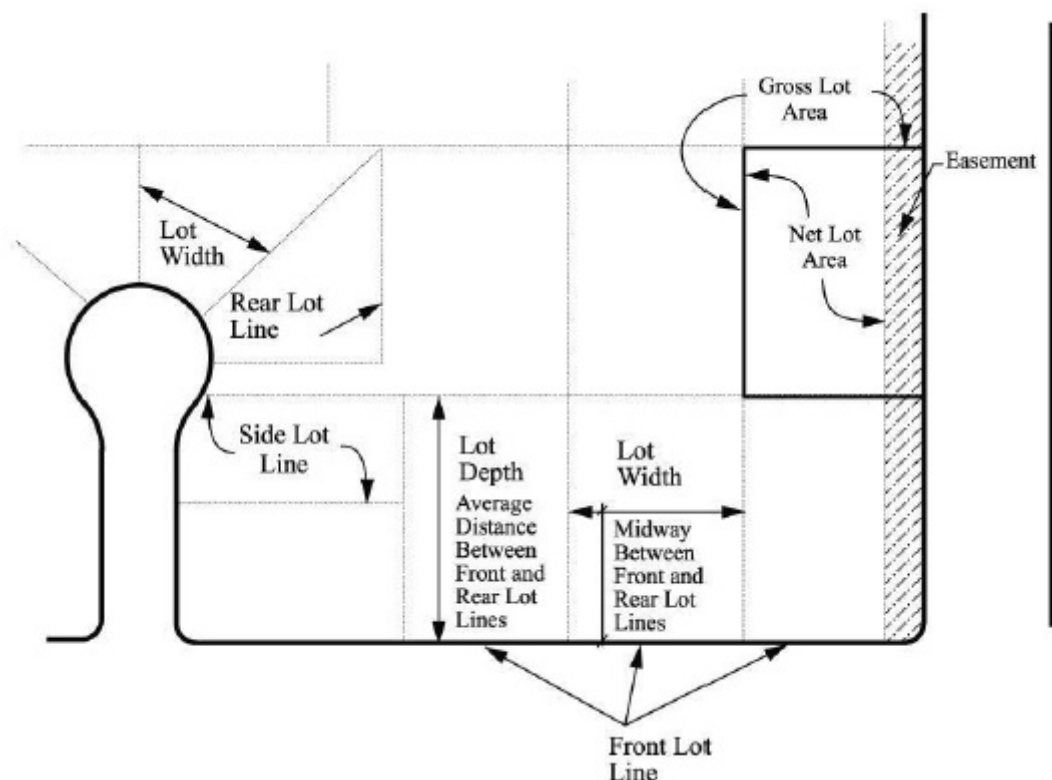 Gross Lot
Area
Easement
Lot
Width
Net Lot
Area
Rear Lot
Line
Side Lot
Line
Lot
Depth
Average
Distance
Between
Front and
Rear Lot
Lines
Lot
Width
Midway
Between
Front and
Rear Lot
Lines
Front Lot
Line